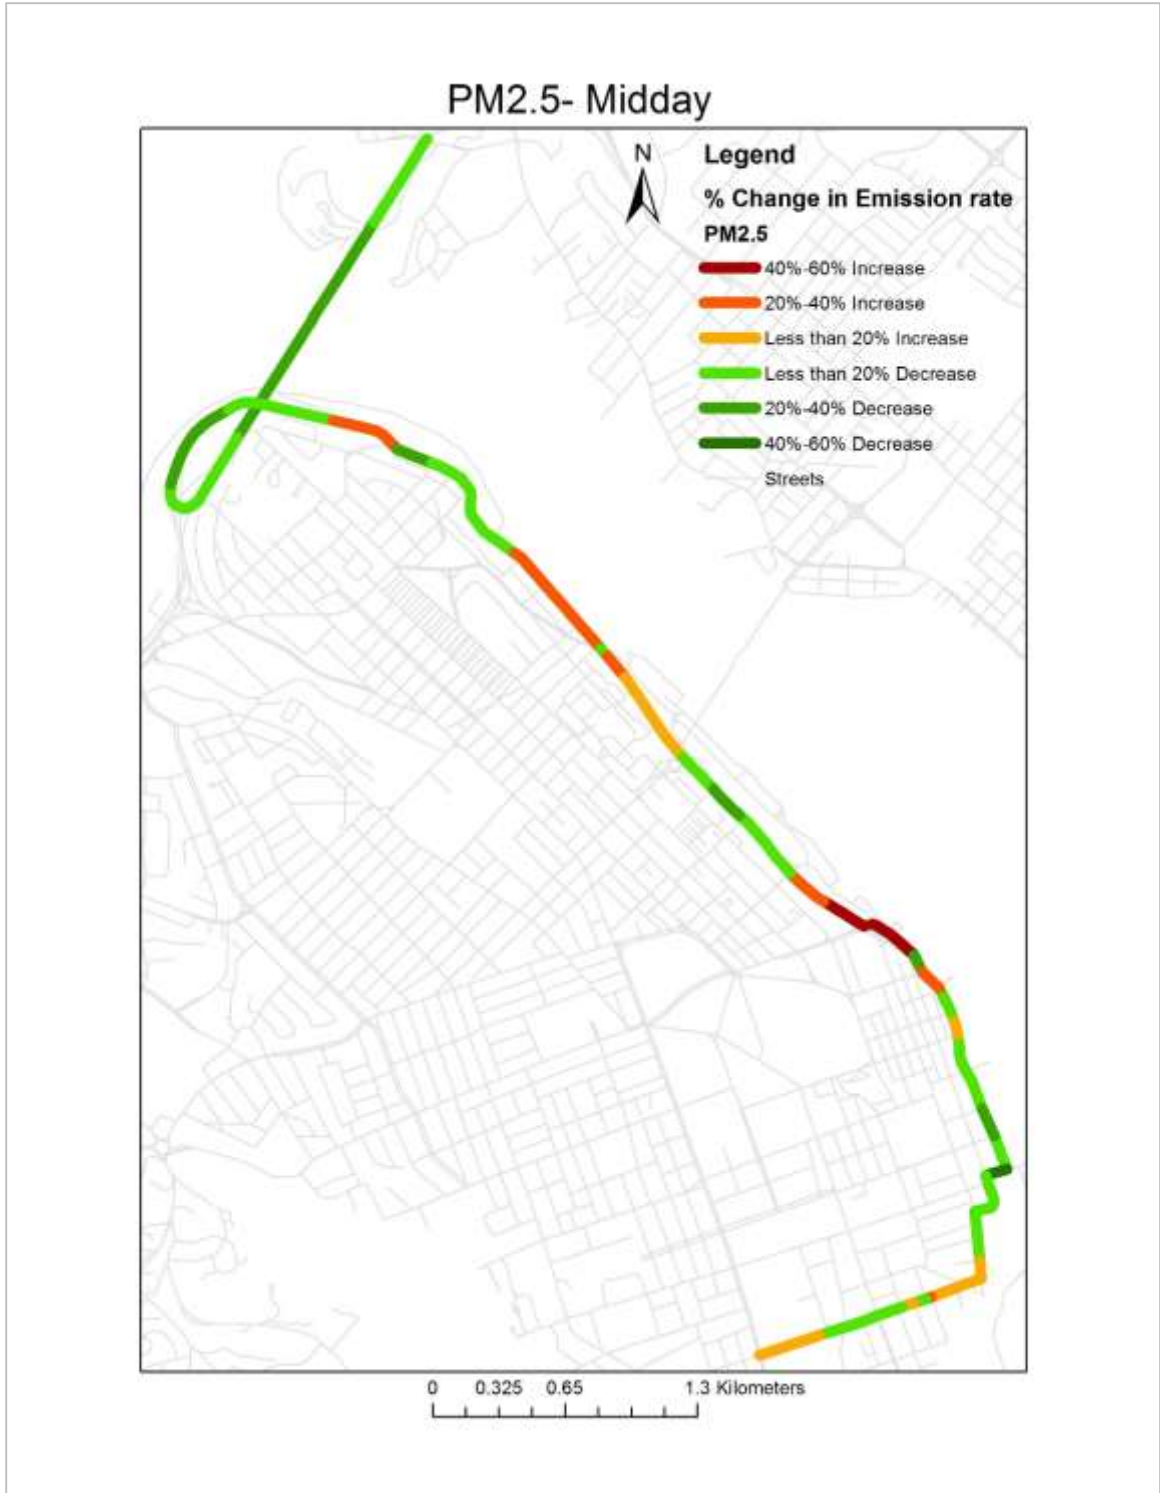 PM2.5- Midday
N
Legend
% Change in Emission rate
PM2.5
40%-60% Increase
20%-40% Increase
Less than 20% Increase
Less than 20% Decrease
20%-40% Decrease
40%-60% Decrease
Streets
0 0.325 0.65 1.3 Kilometers